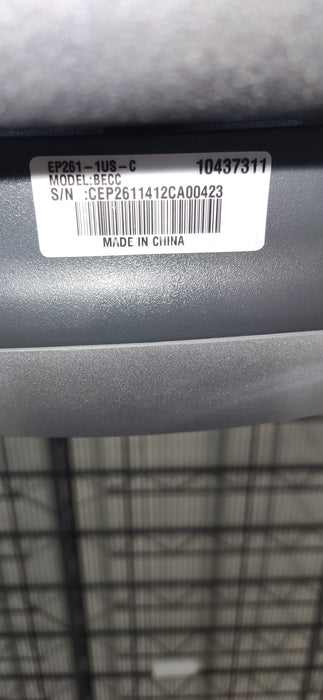 EP261-1US-C 10437311
MODEL:BECC
S/N :CEP2611412CA00423
MADE IN CHINA